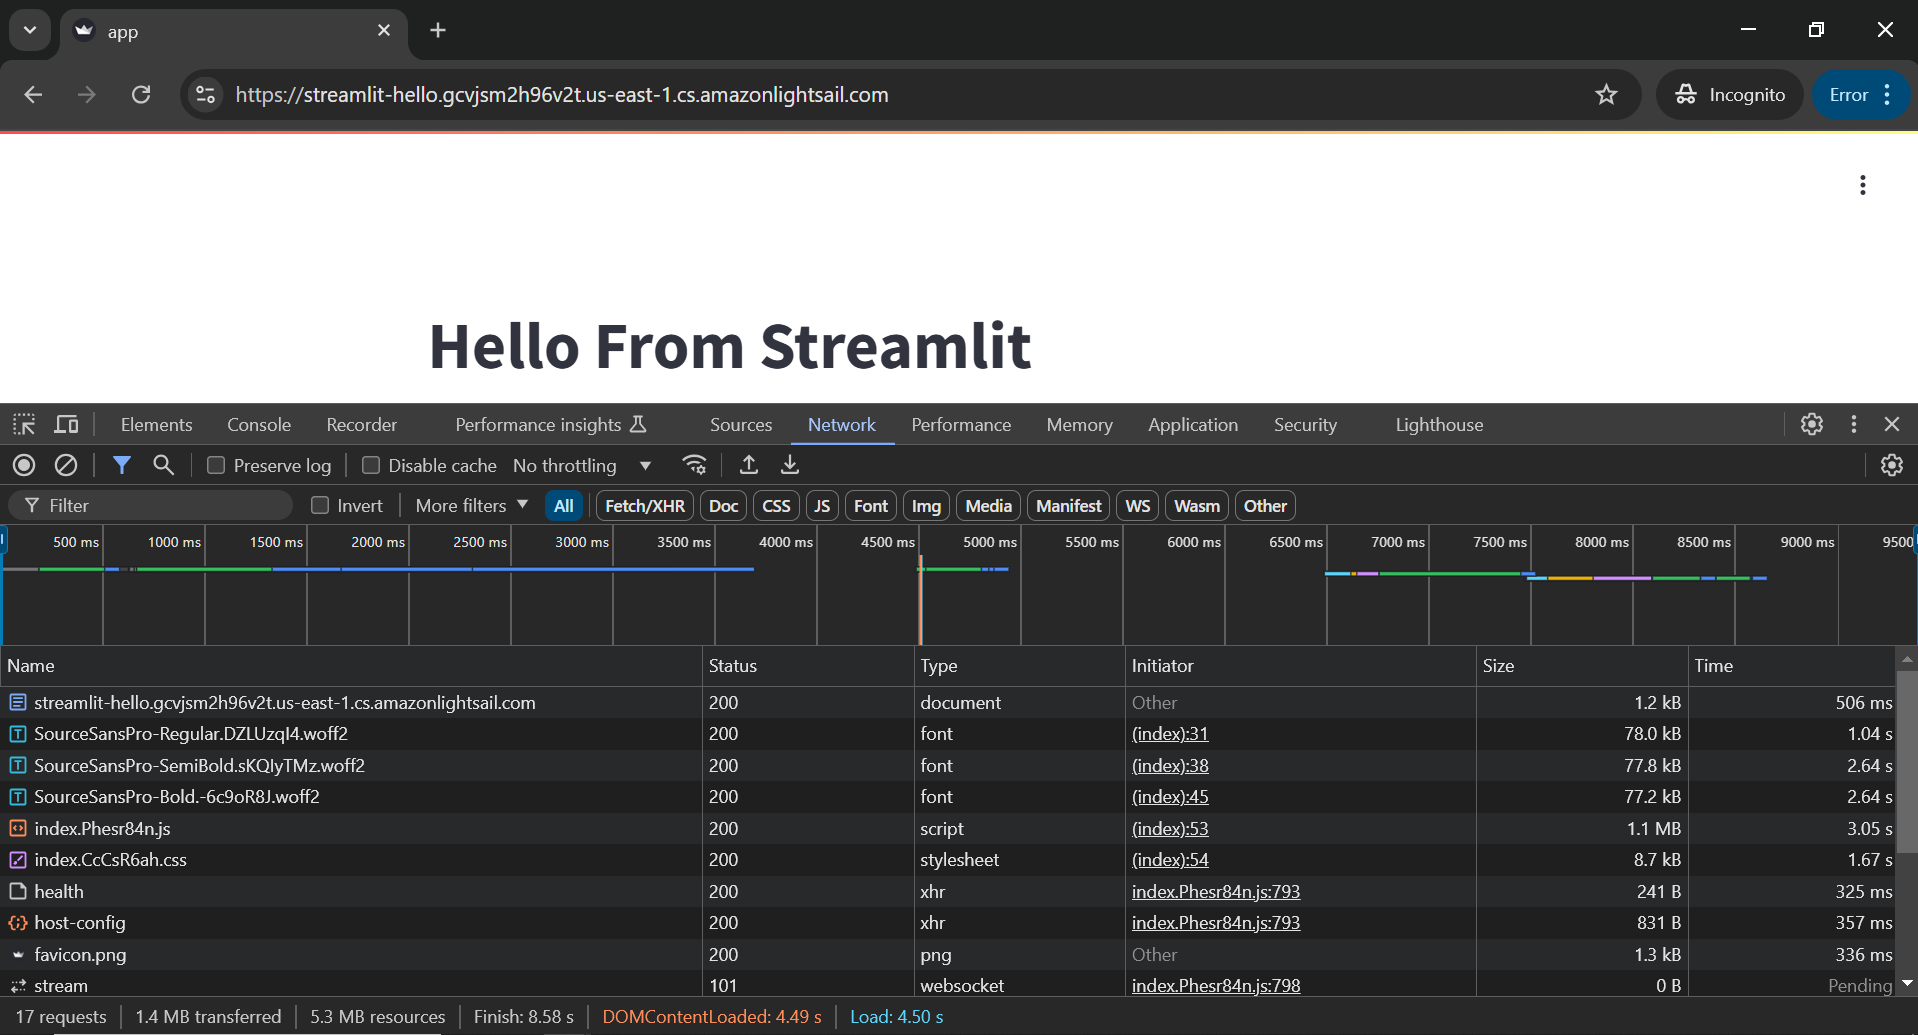 app
https://streamlit-hello.gcvjsm2h96v2t.us-east-1.cs.amazonlightsail.com
Incognito
Error
Hello From Streamlit
Elements Console Recorder Performance insights Sources Network Performance Memory Application Security Lighthouse
Preserve log Disable cache No throttling
Filter Invert More filters All Fetch/XHR Doc CSS JS Font Img Media Manifest WS Wasm Other
500 ms 1000 ms 1500 ms 2000 ms 2500 ms 3000 ms 3500 ms 4000 ms 4500 ms 5000 ms 5500 ms 6000 ms 6500 ms 7000 ms 7500 ms 8000 ms 8500 ms 9000 ms 9500
Name Status Type Initiator Size Time
streamlit-hello.gcvjsm2h96v2t.us-east-1.cs.amazonlightsail.com 200 document Other 1.2 kB 506 ms
SourceSansPro-Regular.DZLUzqI4.woff2 200 font (index):31 78.0 kB 1.04 s
SourceSansPro-SemiBold.sKQIyTMz.woff2 200 font (index):38 77.8 kB 2.64 s
SourceSansPro-Bold.-6c9oR8J.woff2 200 font (index):45 77.2 kB 2.64 s
index.Phesr84n.js 200 script (index):53 1.1 MB 3.05 s
index.CcCsR6ah.css 200 stylesheet (index):54 8.7 kB 1.67 s
health 200 xhr index.Phesr84n.js:793 241 B 325 ms
host-config 200 xhr index.Phesr84n.js:793 831 B 357 ms
favicon.png 200 png Other 1.3 kB 336 ms
stream 101 websocket index.Phesr84n.js:798 0 B Pending
17 requests 1.4 MB transferred 5.3 MB resources Finish: 8.58 s DOMContentLoaded: 4.49 s Load: 4.50 s